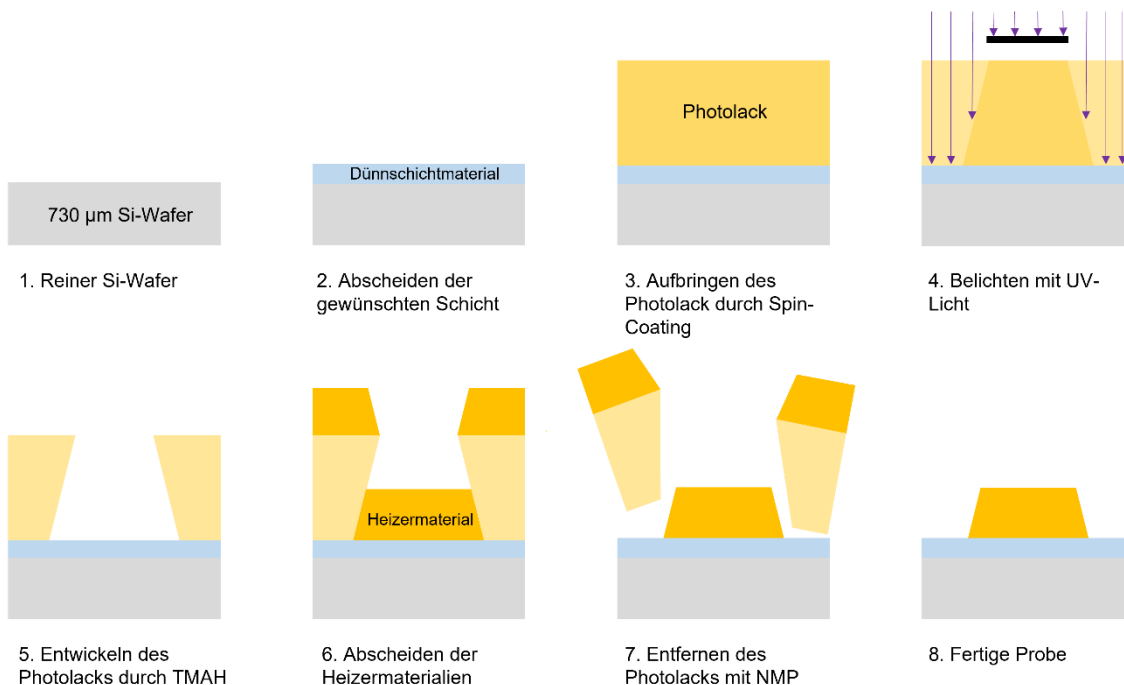 Photolack
Dünnschichtmaterial
730 µm Si-Wafer
1. Reiner Si-Wafer
2. Abscheiden der
gewünschten Schicht
3. Aufbringen des
Photolack durch Spin-
Coating
4. Belichten mit UV-
Licht
Heizermaterial
5. Entwickeln des
Photolacks durch TMAH
6. Abscheiden der
Heizermaterialien
7. Entfernen des
Photolacks mit NMP
8. Fertige Probe